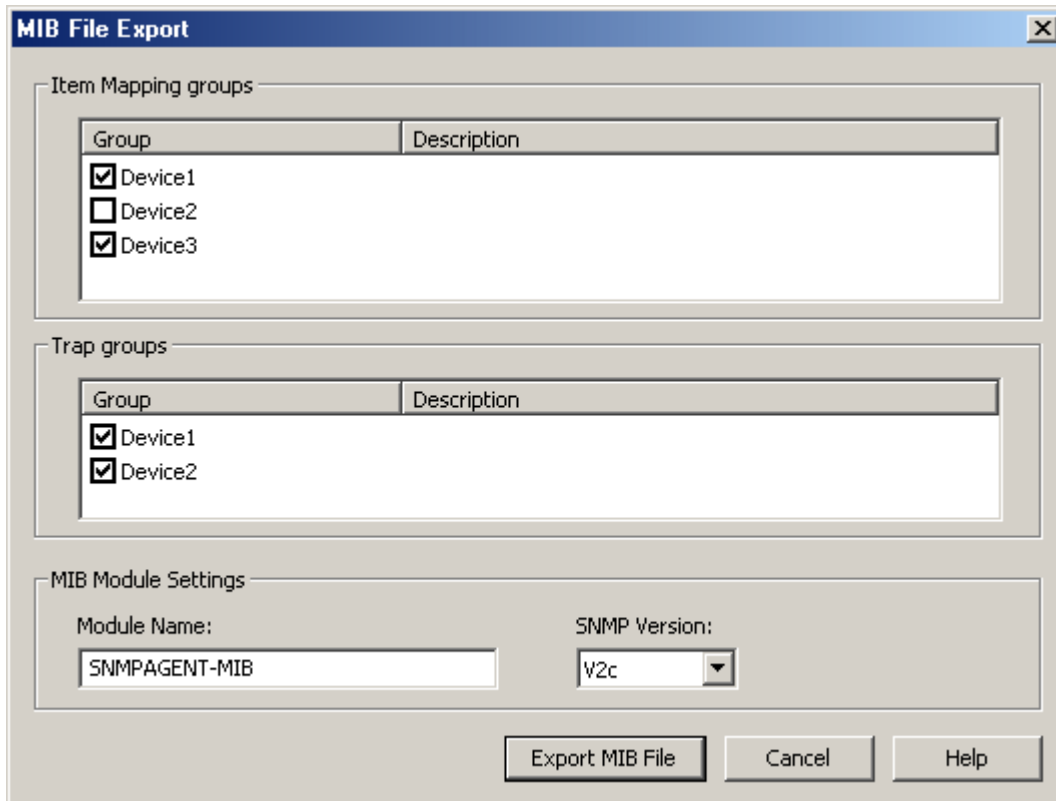 MIB File Export
Item Mapping groups
Group Description
Device1
Device2
Device3
Trap groups
Group Description
Device1
Device2
MIB Module Settings
Module Name: SNMP Version:
SNMPAGENT-MIB V2c
Export MIB File Cancel Help